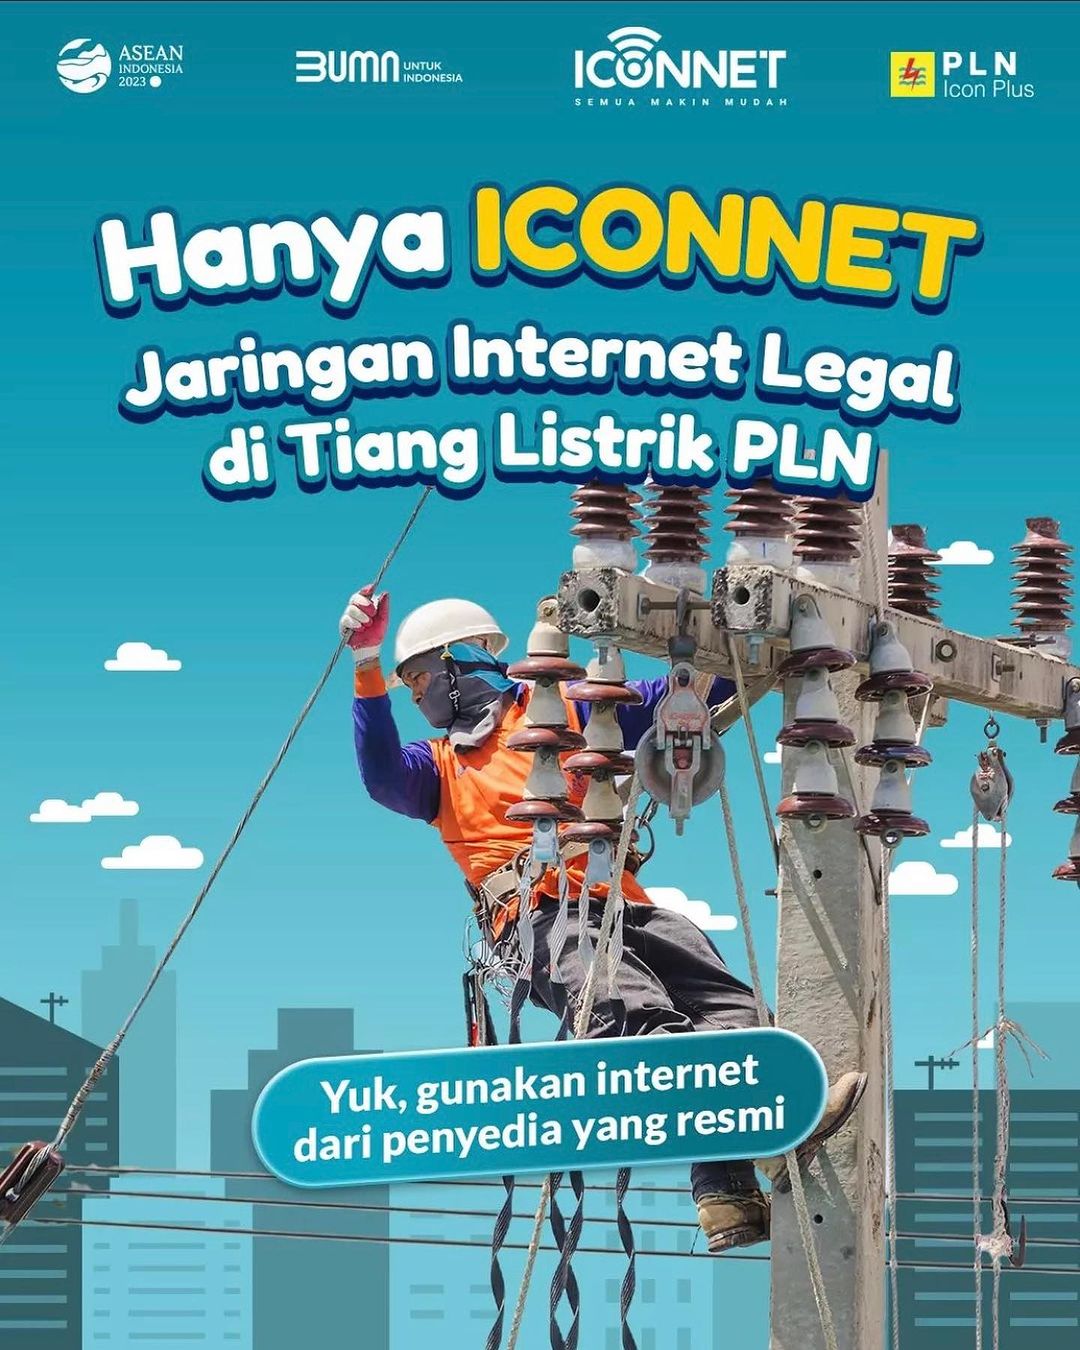 ASEAN
INDONESIA
2023
BUMN
UNTUK
INDONESIA
ICONNET
SEMUA MAKIN MUDAH
PLN
Icon Plus
Hanya ICONNET
Jaringan Internet Legal
di Tiang Listrik PLN
Yuk, gunakan internet
dari penyedia yang resmi